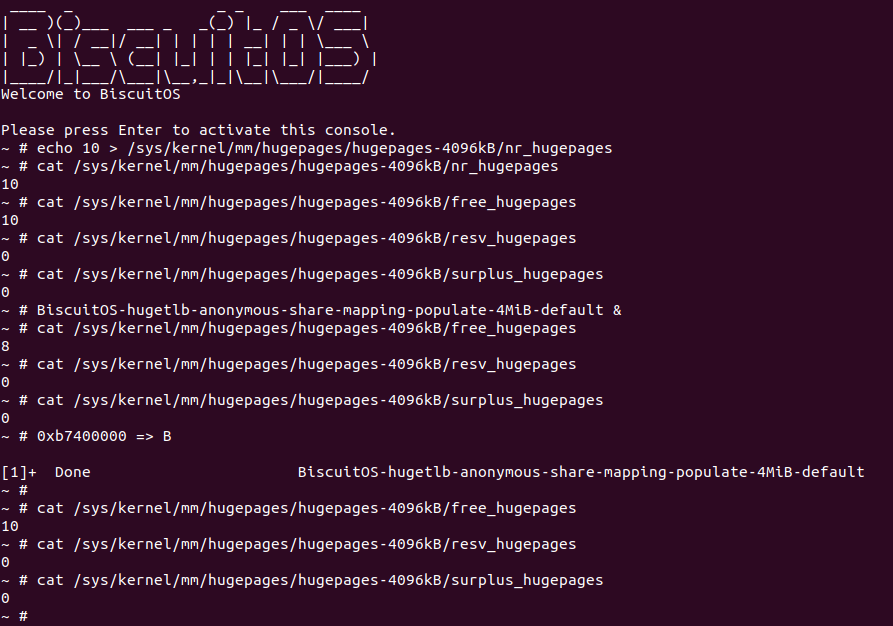 ____  _                _ _    ___  ____
| __ )(_)___  ___ _   _(_) |_ / _ \/ ___|
|  _ \| / __|/ __| | | | | __| | | \___ \
| |_) | \__ \ (__| |_| | | |_| |_| |___) |
|____/|_|___/\___|\__,_|_|\__|\___/|____/
Welcome to BiscuitOS
Please press Enter to activate this console.
~ # echo 10 > /sys/kernel/mm/hugepages/hugepages-4096kB/nr_hugepages
~ # cat /sys/kernel/mm/hugepages/hugepages-4096kB/nr_hugepages
10
~ # cat /sys/kernel/mm/hugepages/hugepages-4096kB/free_hugepages
10
~ # cat /sys/kernel/mm/hugepages/hugepages-4096kB/resv_hugepages
0
~ # cat /sys/kernel/mm/hugepages/hugepages-4096kB/surplus_hugepages
0
~ # BiscuitOS-hugetlb-anonymous-share-mapping-populate-4MiB-default &
~ # cat /sys/kernel/mm/hugepages/hugepages-4096kB/free_hugepages
8
~ # cat /sys/kernel/mm/hugepages/hugepages-4096kB/resv_hugepages
0
~ # cat /sys/kernel/mm/hugepages/hugepages-4096kB/surplus_hugepages
0
~ # 0xb7400000 => B
[1]+  Done                       BiscuitOS-hugetlb-anonymous-share-mapping-populate-4MiB-default
~ #
~ # cat /sys/kernel/mm/hugepages/hugepages-4096kB/free_hugepages
10
~ # cat /sys/kernel/mm/hugepages/hugepages-4096kB/resv_hugepages
0
~ # cat /sys/kernel/mm/hugepages/hugepages-4096kB/surplus_hugepages
0
~ #